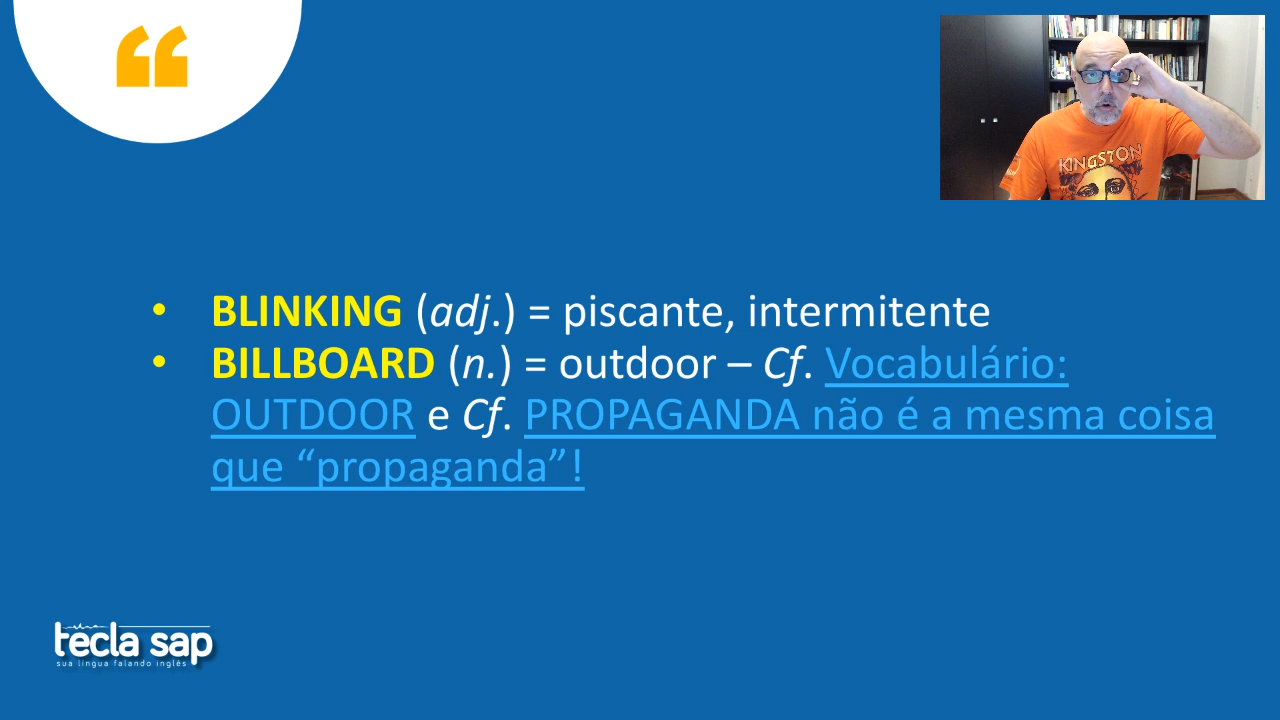 “
KINGSTON
• BLINKING (adj.) = piscante, intermitente
• BILLBOARD (n.) = outdoor – Cf. Vocabulário:
OUTDOOR e Cf. PROPAGANDA não é a mesma coisa
que “propaganda”!
tecla sap
sua língua falando inglês